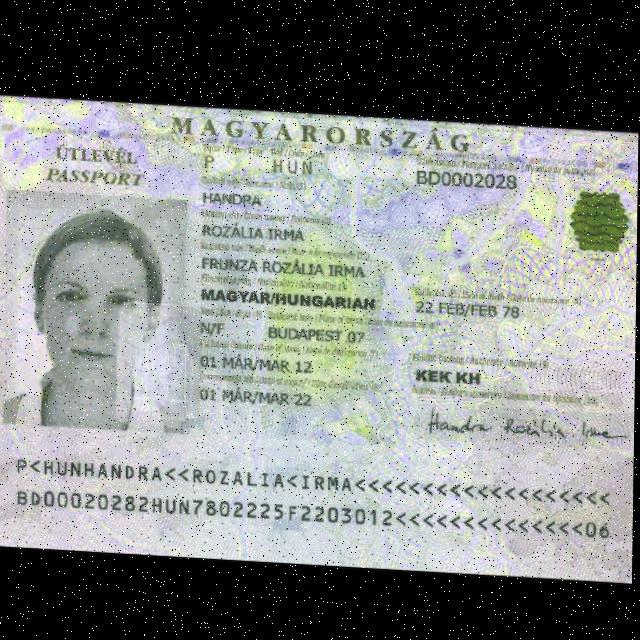 MAGYARORSZÁG
ÚTLEVÉL
PASSPORT
P HUN
BD0002028
HANDRA
ROZÁLIA IRMA
FRUNZA ROZÁLIA IRMA
MAGYAR/HUNGARIAN
22 FEB/FEB 78
N/F BUDAPEST 07
01 MÁR/MAR 12
KEK KH
01 MÁR/MAR 22
Handra Rozália Irma
P<HUNHANDRA<<ROZALIA<IRMA<<<<<<<<<<<<<<<<<<<
BD00020282HUN7802225F2203012<<<<<<<<<<<<<<06